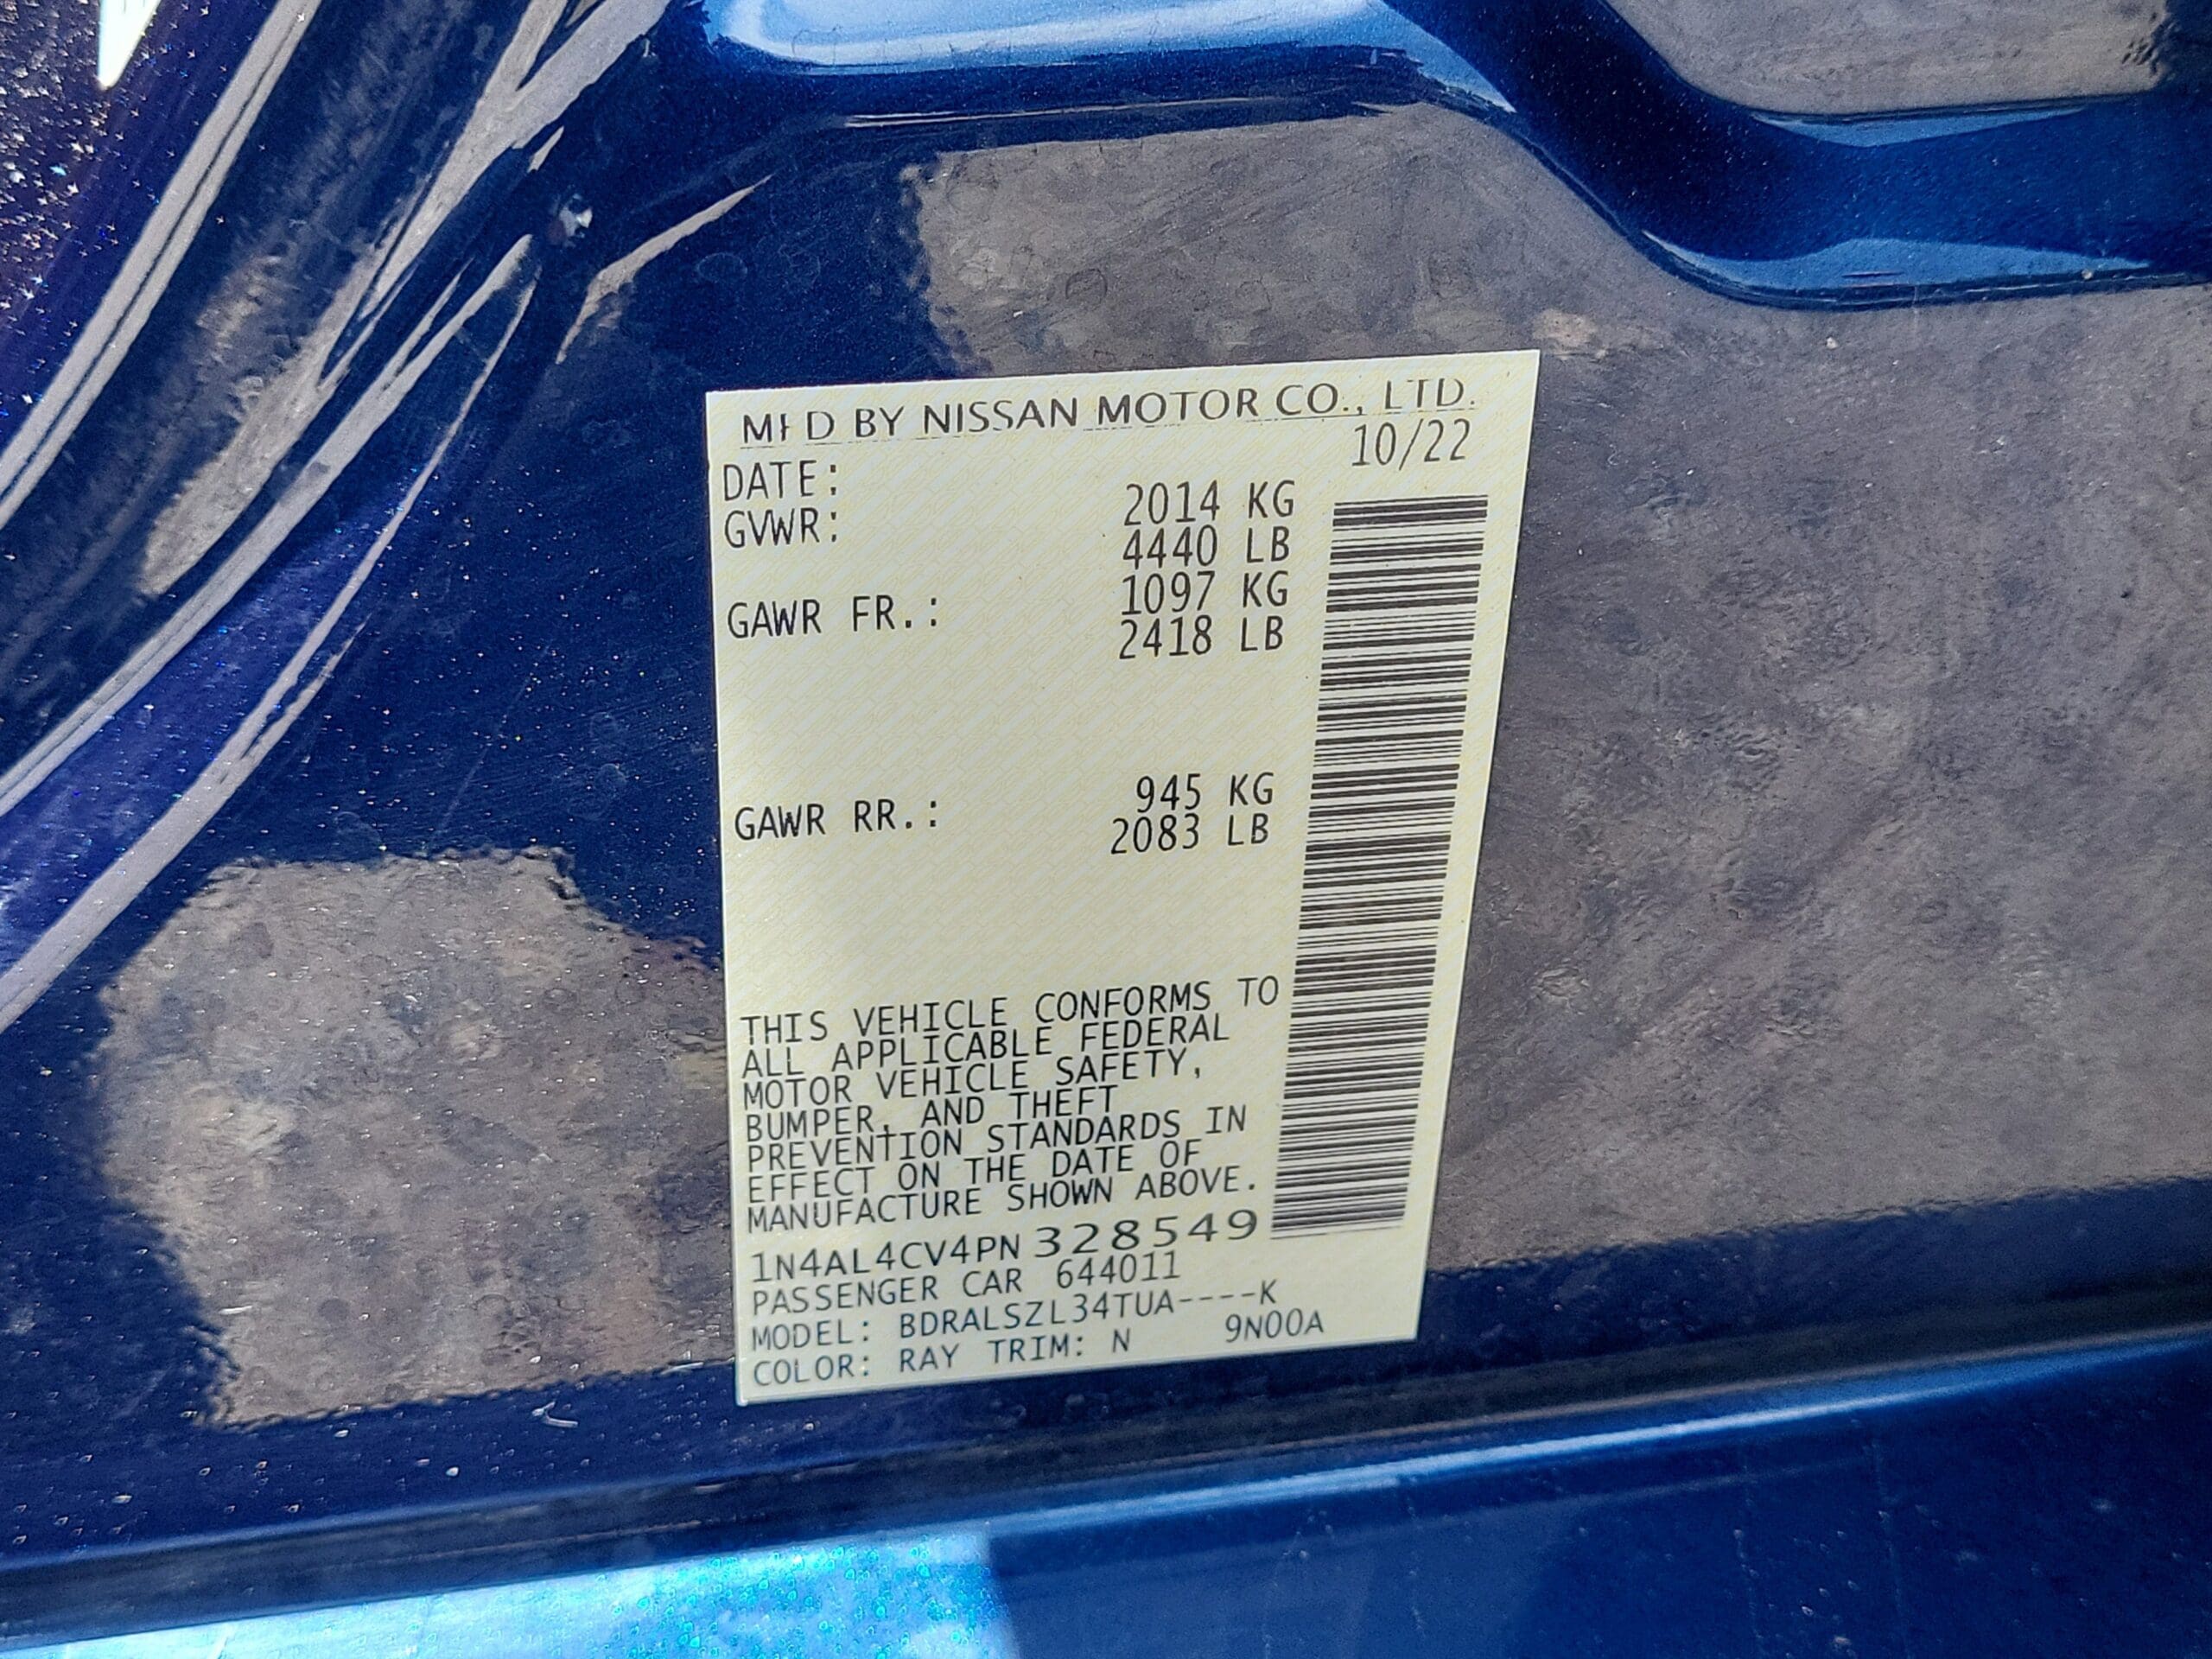 MFD BY NISSAN MOTOR CO., LTD.
DATE: 10/22
GVWR: 2014 KG
4440 LB
GAWR FR.: 1097 KG
2418 LB
GAWR RR.: 945 KG
2083 LB
THIS VEHICLE CONFORMS TO
ALL APPLICABLE FEDERAL
MOTOR VEHICLE SAFETY,
BUMPER, AND THEFT
PREVENTION STANDARDS IN
EFFECT ON THE DATE OF
MANUFACTURE SHOWN ABOVE.
1N4AL4CV4PN 328549
PASSENGER CAR 644011
MODEL: BDRALSZL34TUA----K
COLOR: RAY TRIM: N 9N00A